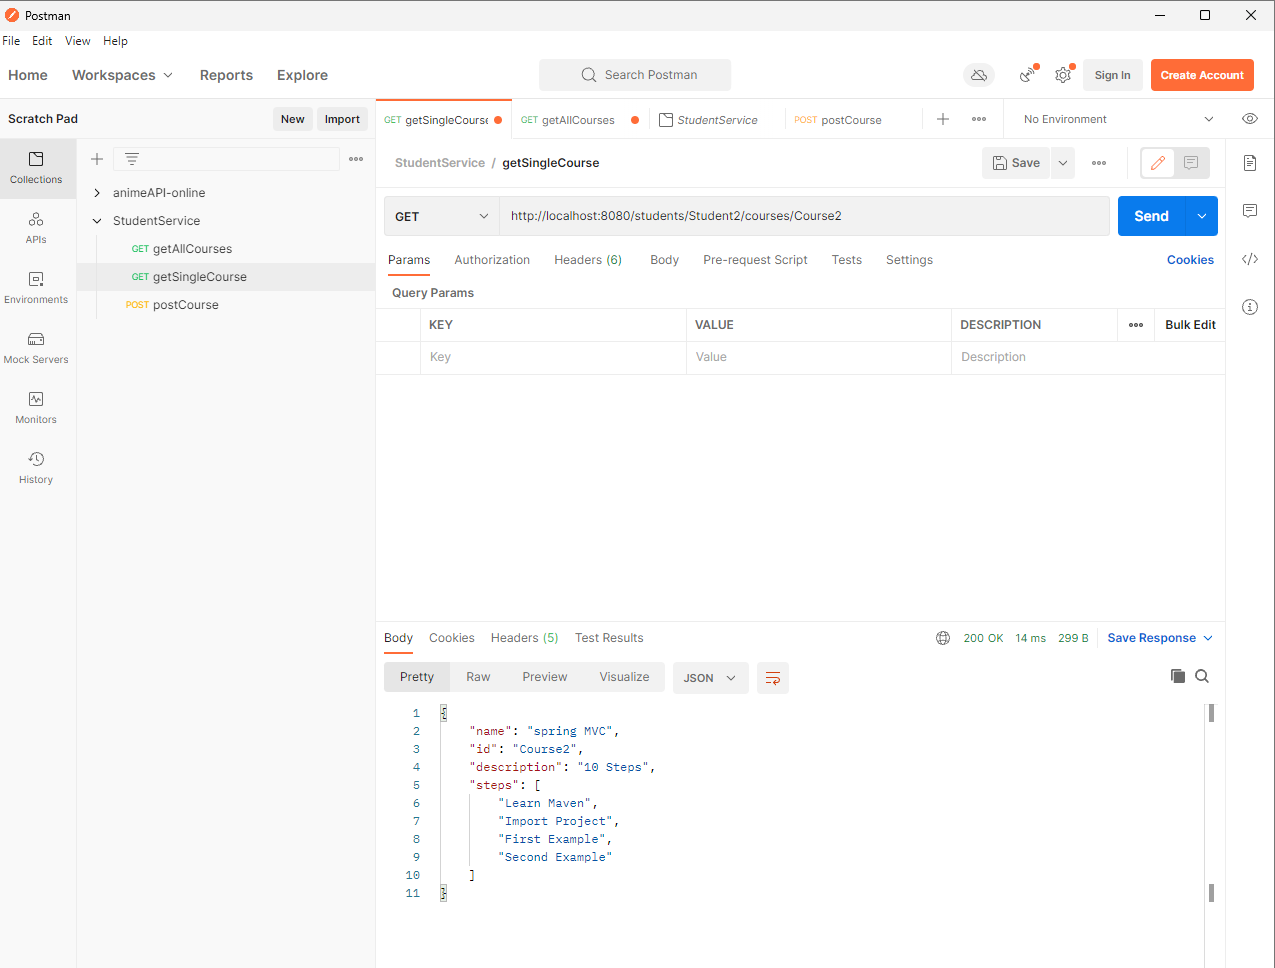 Postman
File Edit View Help
Home Workspaces Reports Explore Search Postman Sign In Create Account
Scratch Pad New Import GET getSingleCourse GET getAllCourses StudentService POST postCourse No Environment
Collections
APIs
Environments
Mock Servers
Monitors
History
animeAPI-online
StudentService
GET getAllCourses
GET getSingleCourse
POST postCourse
StudentService / getSingleCourse Save
GET http://localhost:8080/students/Student2/courses/Course2 Send
Params Authorization Headers (6) Body Pre-request Script Tests Settings Cookies
Query Params
KEY VALUE DESCRIPTION Bulk Edit
Key Value Description
Body Cookies Headers (5) Test Results 200 OK 14 ms 299 B Save Response
Pretty Raw Preview Visualize JSON
1 {
2 "name": "spring MVC",
3 "id": "Course2",
4 "description": "10 Steps",
5 "steps": [
6 "Learn Maven",
7 "Import Project",
8 "First Example",
9 "Second Example"
10 ]
11 }